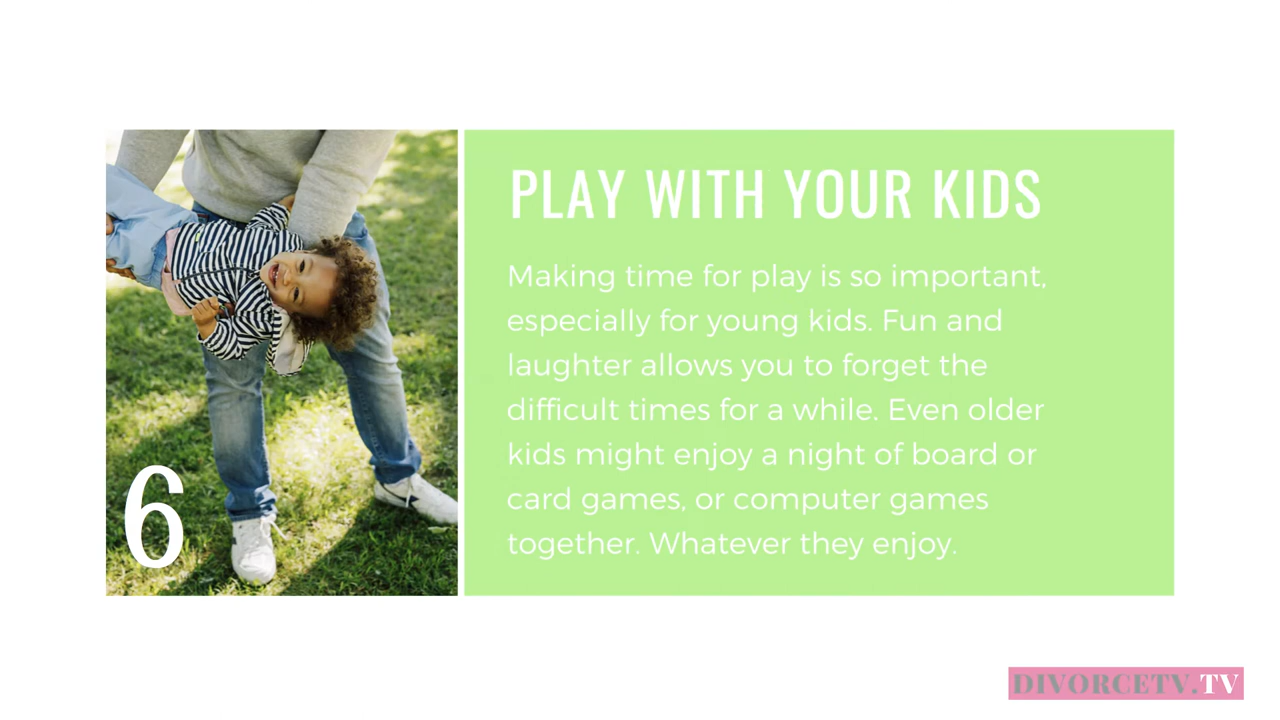 PLAY WITH YOUR KIDS
Making time for play is so important,
especially for young kids. Fun and
laughter allows you to forget the
difficult times for a while. Even older
kids might enjoy a night of board or
card games, or computer games
together. Whatever they enjoy.
6
DIVORCETV.TV